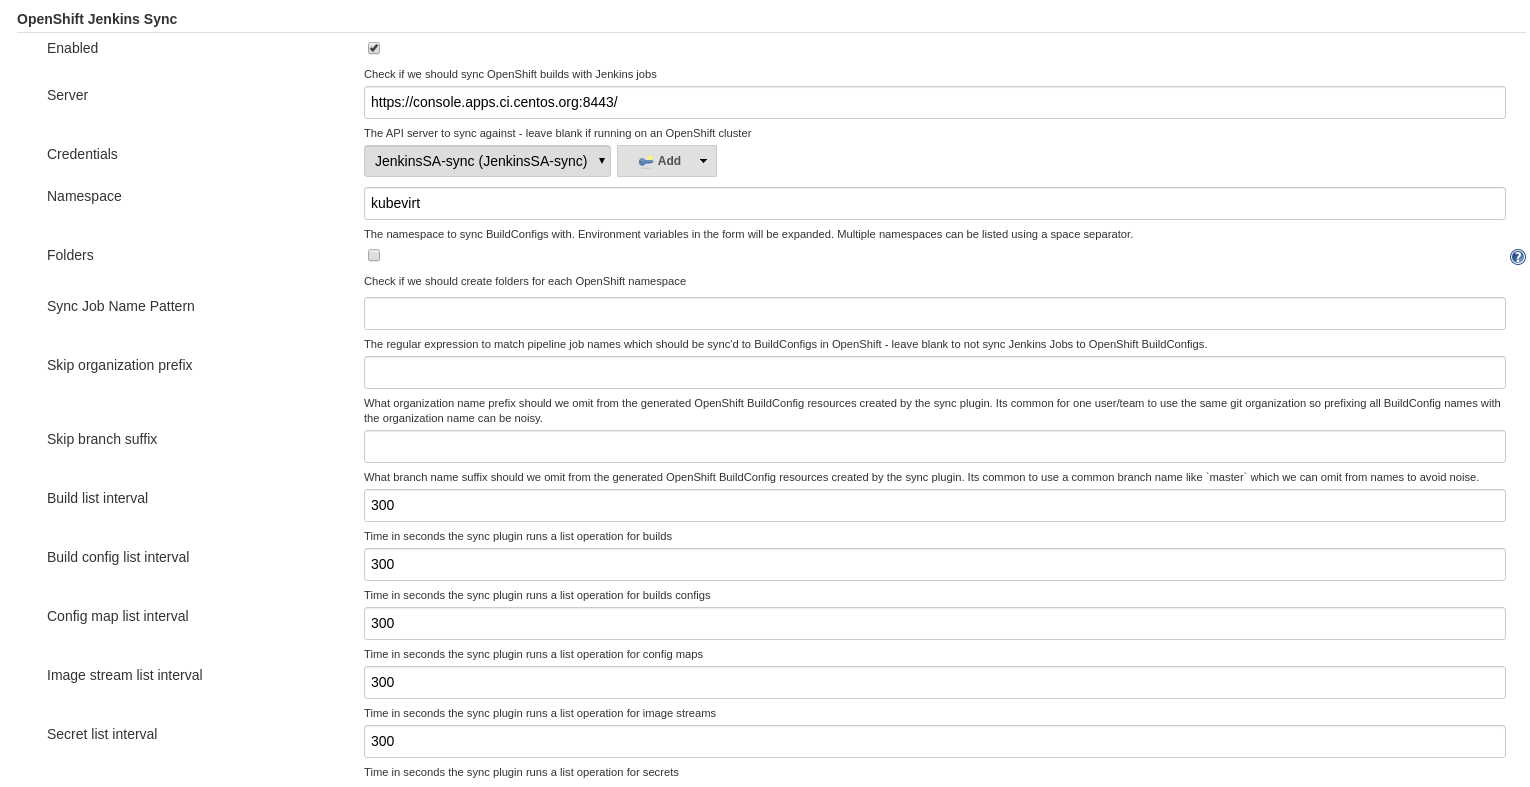 OpenShift Jenkins Sync
Enabled
Check if we should sync OpenShift builds with Jenkins jobs
Server
https://console.apps.ci.centos.org:8443/
The API server to sync against - leave blank if running on an OpenShift cluster
Credentials
JenkinsSA-sync (JenkinsSA-sync)
Add
Namespace
kubevirt
The namespace to sync BuildConfigs with. Environment variables in the form will be expanded. Multiple namespaces can be listed using a space separator.
Folders
?
Check if we should create folders for each OpenShift namespace
Sync Job Name Pattern
The regular expression to match pipeline job names which should be sync'd to BuildConfigs in OpenShift - leave blank to not sync Jenkins Jobs to OpenShift BuildConfigs.
Skip organization prefix
What organization name prefix should we omit from the generated OpenShift BuildConfig resources created by the sync plugin. Its common for one user/team to use the same git organization so prefixing all BuildConfig names with
the organization name can be noisy.
Skip branch suffix
What branch name suffix should we omit from the generated OpenShift BuildConfig resources created by the sync plugin. Its common to use a common branch name like `master` which we can omit from names to avoid noise.
Build list interval
300
Time in seconds the sync plugin runs a list operation for builds
Build config list interval
300
Time in seconds the sync plugin runs a list operation for builds configs
Config map list interval
300
Time in seconds the sync plugin runs a list operation for config maps
Image stream list interval
300
Time in seconds the sync plugin runs a list operation for image streams
Secret list interval
300
Time in seconds the sync plugin runs a list operation for secrets